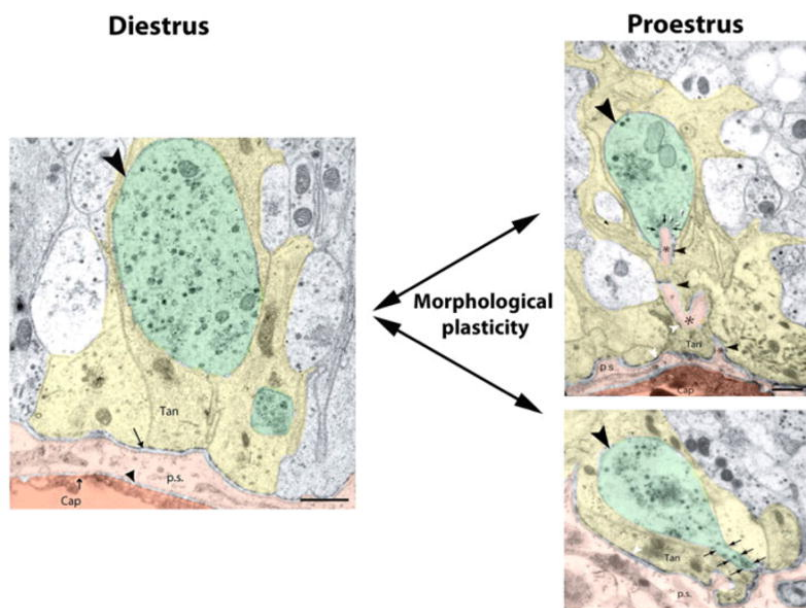 Diestrus
Proestrus
Morphological
plasticity
Tan
p.s.
Cap
*
*
Tan
p.s.
Cap
Tan
p.s.